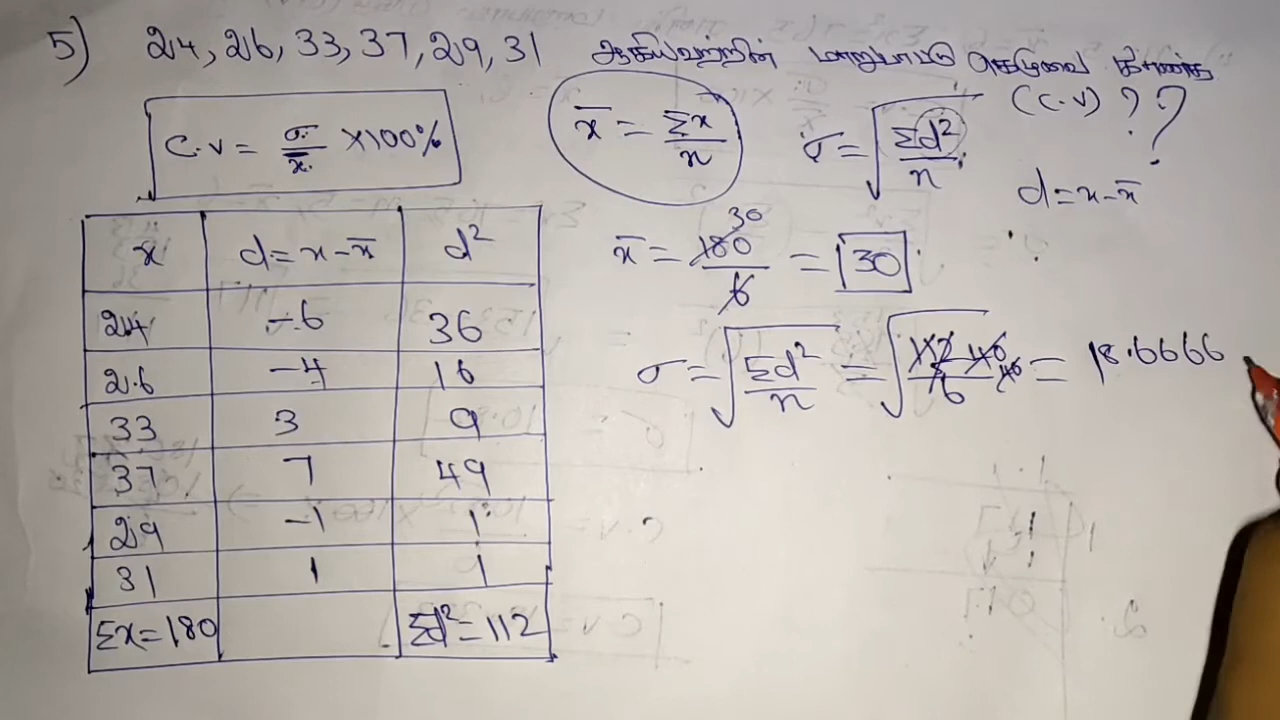 5) 24, 26, 33, 37, 29, 31 ஆகியவற்றின் மாறுபாட்டு கெழுவை காண்க
(C.V) ??
C.V = σ/x̄ ×100%
x̄ = Σx/n
σ = √(Σd²/n)
d = x - x̄
x d = x - x̄ d²
24 -6 36
26 -4 16
33 3 9
37 7 49
29 -1 1
31 1 1
Σx = 180 Σd² = 112
x̄ = 180/6 = 30
30
σ = √(Σd²/n) = = 18.6666